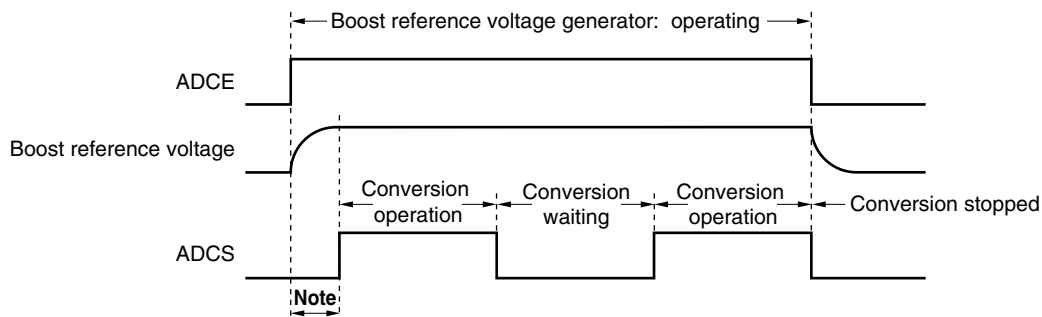 Boost reference voltage generator: operating
ADCE
Boost reference voltage
Conversion operation
Conversion waiting
Conversion operation
Conversion stopped
ADCS
Note